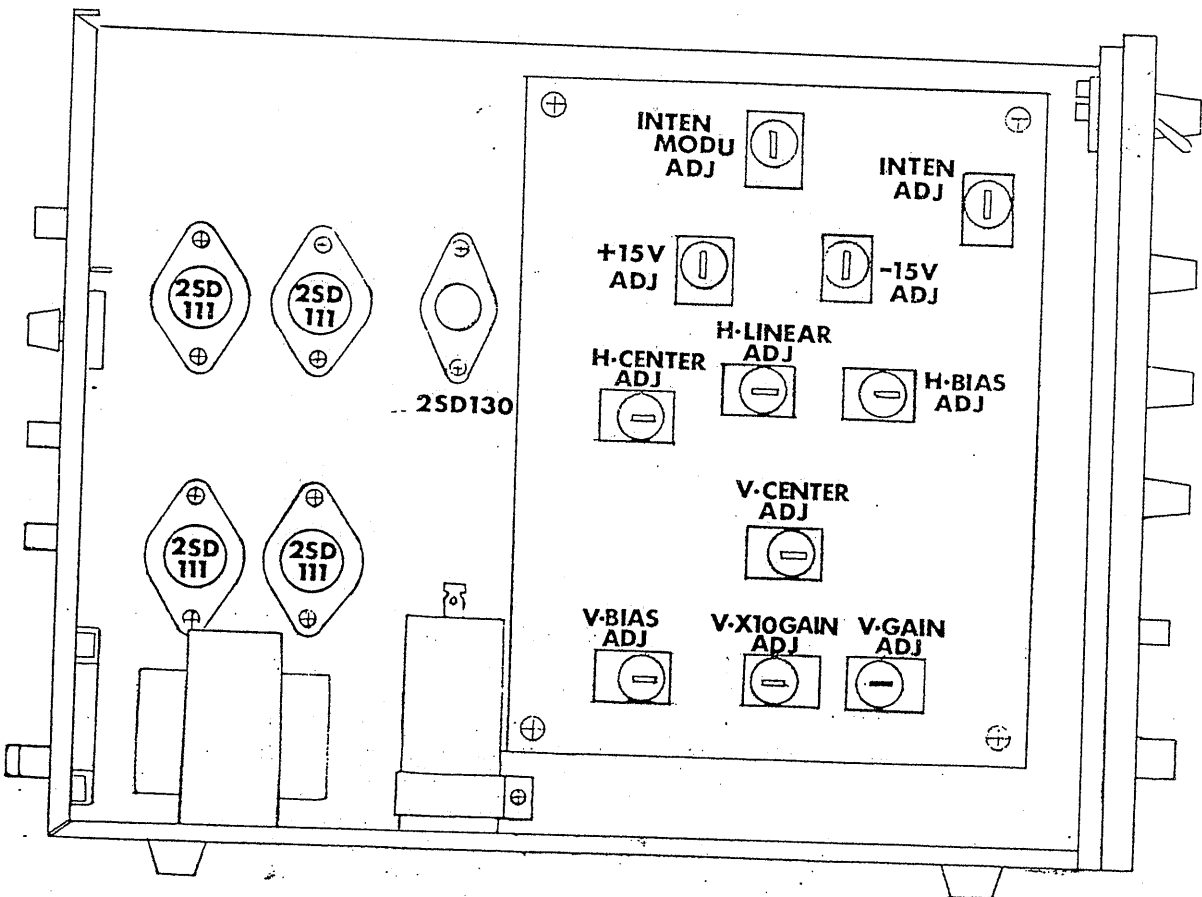 INTEN
MODU
ADJ
INTEN
ADJ
+15V
ADJ
-15V
ADJ
2SD
111
2SD
111
2SD130
H·LINEAR
ADJ
H·CENTER
ADJ
H·BIAS
ADJ
V·CENTER
ADJ
2SD
111
2SD
111
V·BIAS
ADJ
V·X10GAIN
ADJ
V·GAIN
ADJ